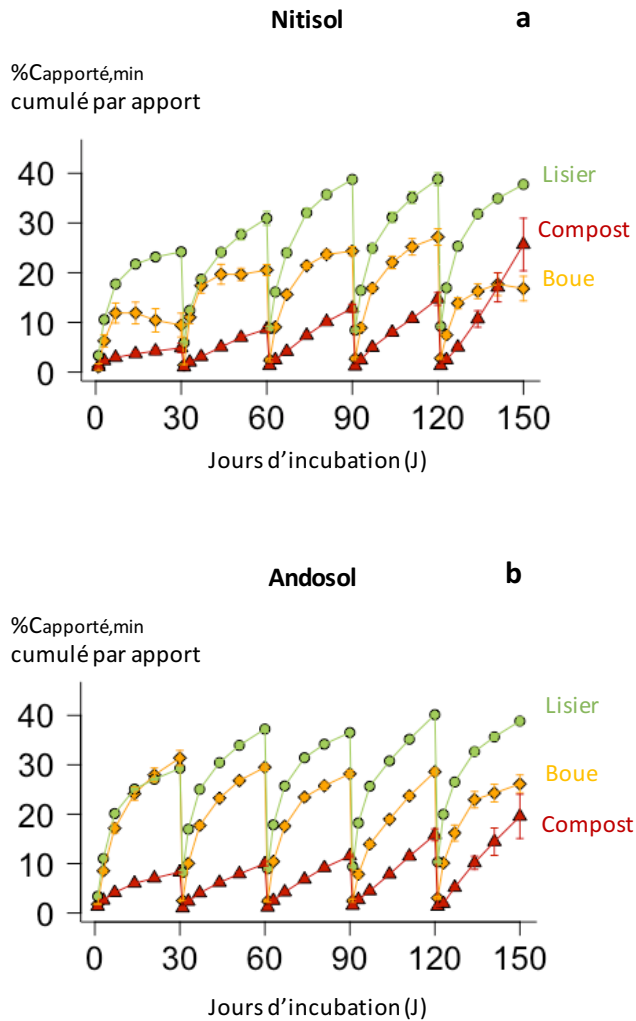 Nitisol
a
%Capporté,min
cumulé par apport
40
30
20
10
0
Lisier
Compost
Boue
0 30 60 90 120 150
Jours d'incubation (J)
Andosol
b
%Capporté,min
cumulé par apport
40
30
20
10
0
Lisier
Boue
Compost
0 30 60 90 120 150
Jours d'incubation (J)